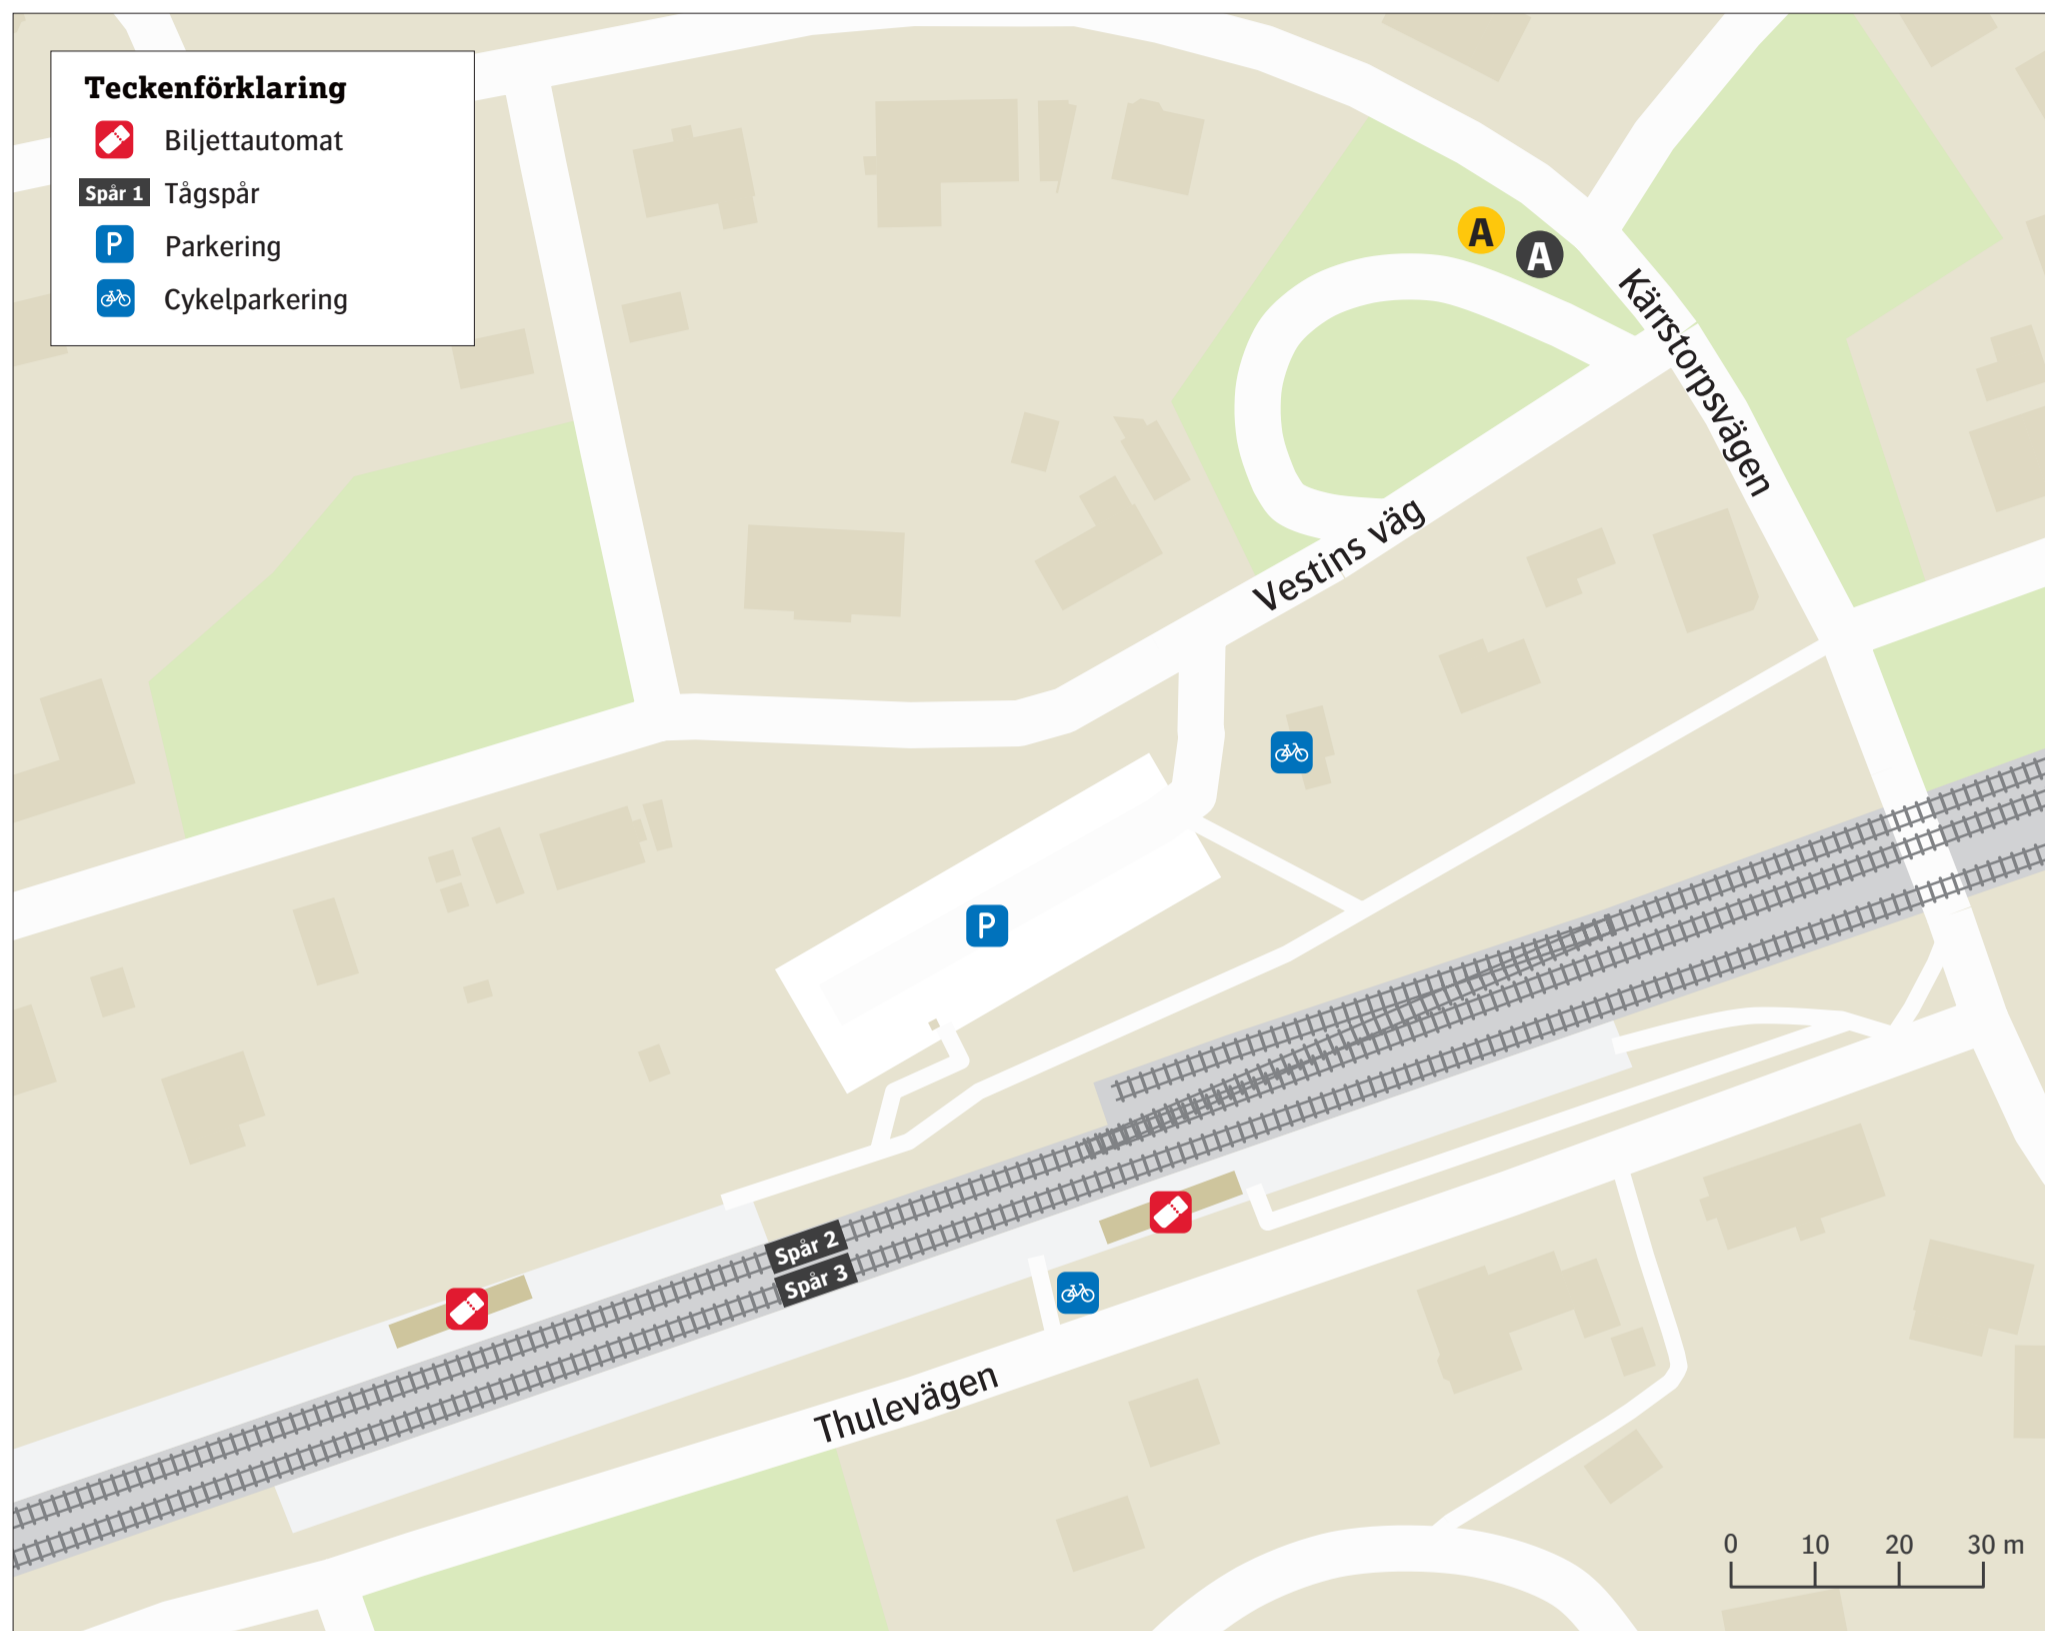 Teckenförklaring
Biljettautomat
Spår 1 Tågspår
P Parkering
Cykelparkering
A
A
Kärrstorpsvägen
Vestins väg
P
Spår 2
Spår 3
Thulevägen
0 10 20 30 m